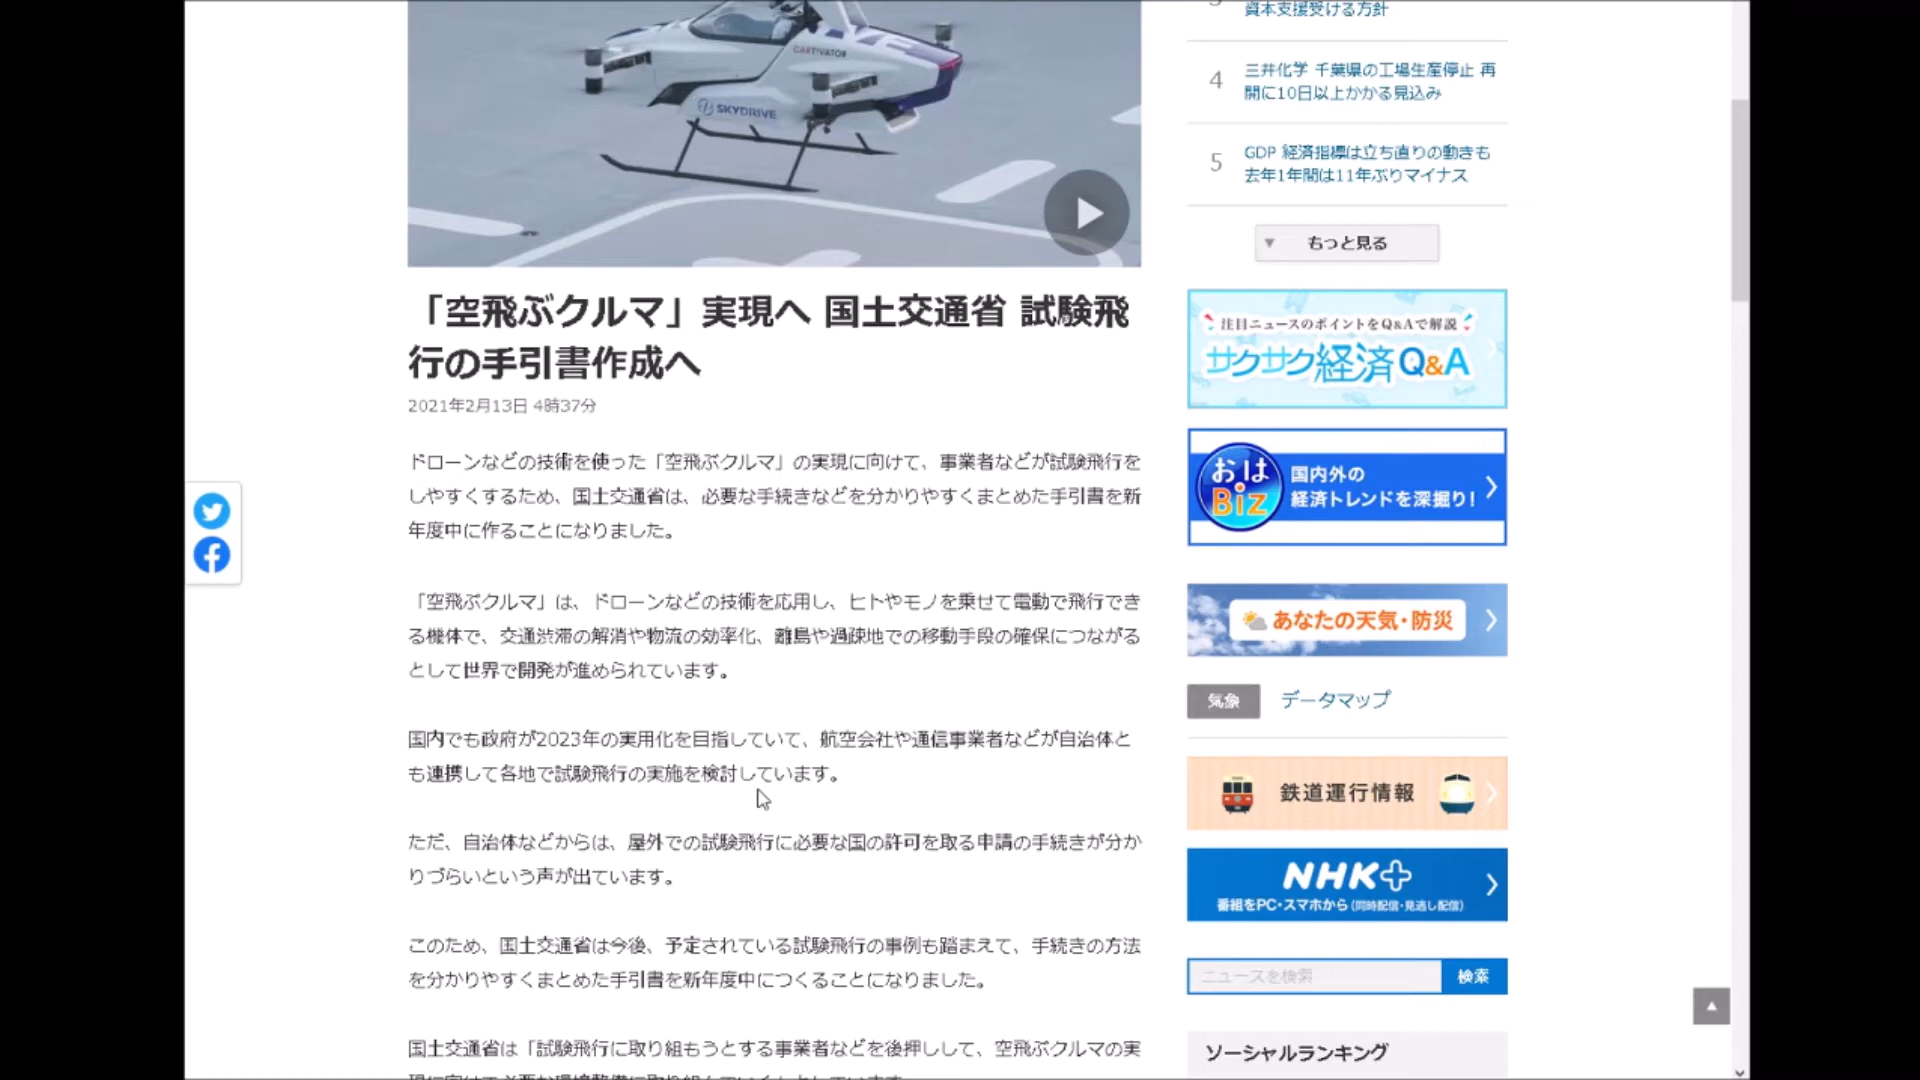 CARTIVATOR
SKYDRIVE
「空飛ぶクルマ」実現へ 国土交通省 試験飛
行の手引書作成へ
2021年2月13日 4時37分
ドローンなどの技術を使った「空飛ぶクルマ」の実現に向けて、事業者などが試験飛行を
しやすくするため、国土交通省は、必要な手続きなどを分かりやすくまとめた手引書を新
年度中に作ることになりました。
「空飛ぶクルマ」は、ドローンなどの技術を応用し、ヒトやモノを乗せて電動で飛行でき
る機体で、交通渋滞の解消や物流の効率化、離島や過疎地での移動手段の確保につながる
として世界で開発が進められています。
国内でも政府が2023年の実用化を目指していて、航空会社や通信事業者などが自治体と
も連携して各地で試験飛行の実施を検討しています。
ただ、自治体などからは、屋外での試験飛行に必要な国の許可を取る申請の手続きが分か
りづらいという声が出ています。
このため、国土交通省は今後、予定されている試験飛行の事例も踏まえて、手続きの方法
を分かりやすくまとめた手引書を新年度中につくることになりました。
国土交通省は「試験飛行に取り組もうとする事業者などを後押しして、空飛ぶクルマの実
資本支援受ける方針
4
三井化学 千葉県の工場生産停止 再
開に10日以上かかる見込み
5
GDP 経済指標は立ち直りの動きも
去年1年間は11年ぶりマイナス
もっと見る
注目ニュースのポイントをQ&Aで解説
サクサク経済Q&A
おは
Biz
国内外の
経済トレンドを深掘り!
あなたの天気・防災
気象 データマップ
鉄道運行情報
NHK+
番組をPC・スマホから(同時配信・見逃し配信)
ニュースを検索 検索
ソーシャルランキング